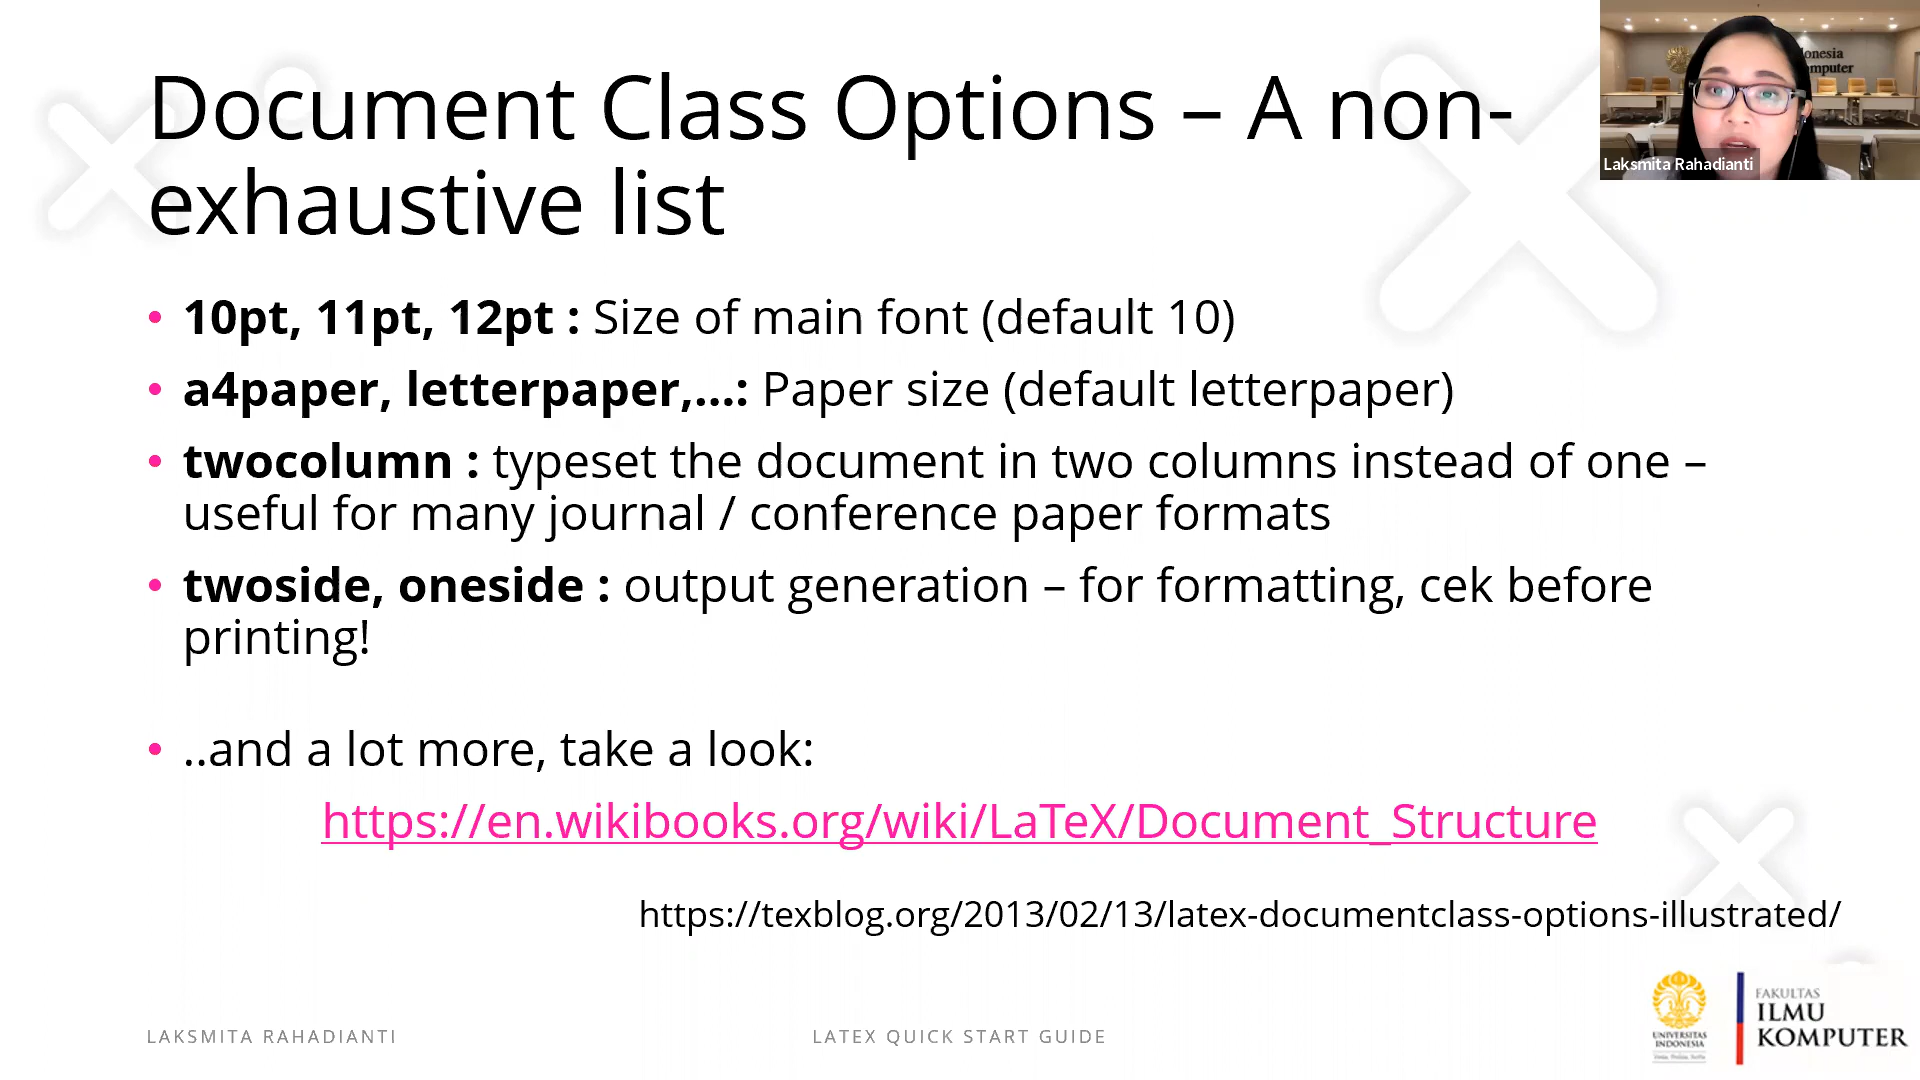 Document Class Options – A non-
exhaustive list
onesia
mputer
Laksmita Rahadianti
• 10pt, 11pt, 12pt : Size of main font (default 10)
• a4paper, letterpaper,...: Paper size (default letterpaper)
• twocolumn : typeset the document in two columns instead of one –
useful for many journal / conference paper formats
• twoside, oneside : output generation – for formatting, cek before
printing!
• ..and a lot more, take a look:
https://en.wikibooks.org/wiki/LaTeX/Document_Structure
https://texblog.org/2013/02/13/latex-documentclass-options-illustrated/
LAKSMITA RAHADIANTI
LATEX QUICK START GUIDE
UNIVERSITAS
INDONESIA
FAKULTAS
ILMU
KOMPUTER